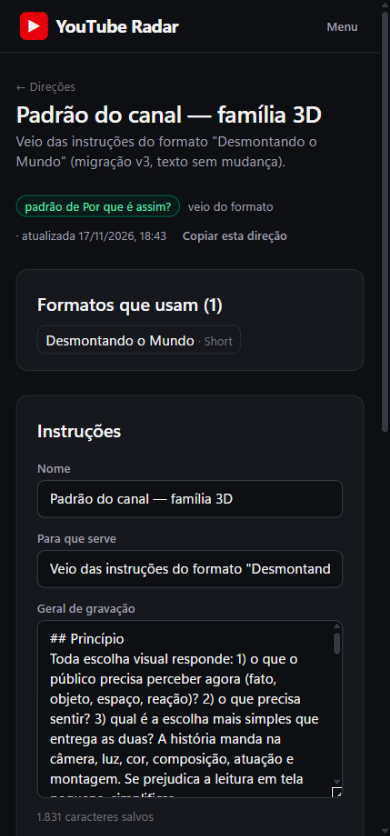 YouTube Radar
Menu
← Direções
Padrão do canal — família 3D
Veio das instruções do formato "Desmontando o
Mundo" (migração v3, texto sem mudança).
padrão de Por que é assim? veio do formato
· atualizada 17/11/2026, 18:43 Copiar esta direção
Formatos que usam (1)
Desmontando o Mundo · Short
Instruções
Nome
Padrão do canal — família 3D
Para que serve
Veio das instruções do formato "Desmontand
Geral de gravação
## Princípio
Toda escolha visual responde: 1) o que o
público precisa perceber agora (fato,
objeto, espaço, reação)? 2) o que precisa
sentir? 3) qual é a escolha mais simples que
entrega as duas? A história manda na
câmera, luz, cor, composição, atuação e
montagem. Se prejudica a leitura em tela
1.831 caracteres salvos